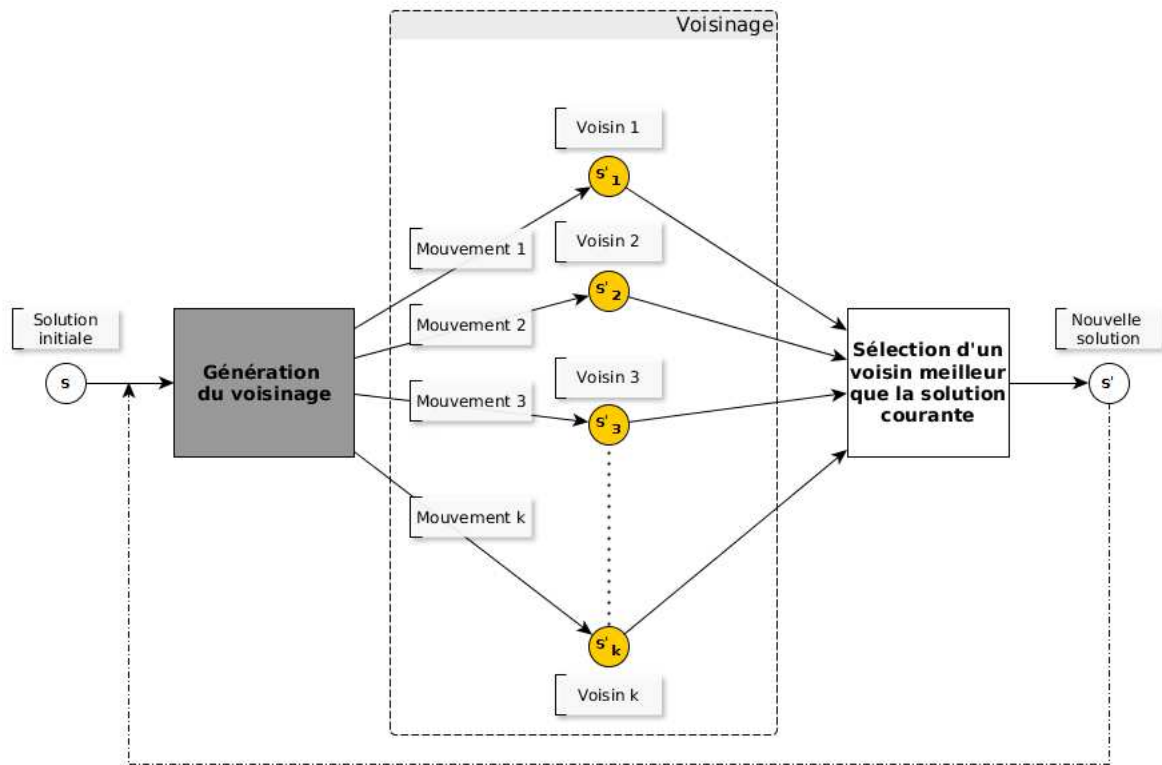 Voisinage
Voisin 1
S'1
Mouvement 1
Voisin 2
S'2
Mouvement 2
Solution
initiale
S
Génération
du voisinage
Voisin 3
S'3
Mouvement 3
Mouvement k
S'k
Voisin k
Sélection d'un
voisin meilleur
que la solution
courante
Nouvelle
solution
S'